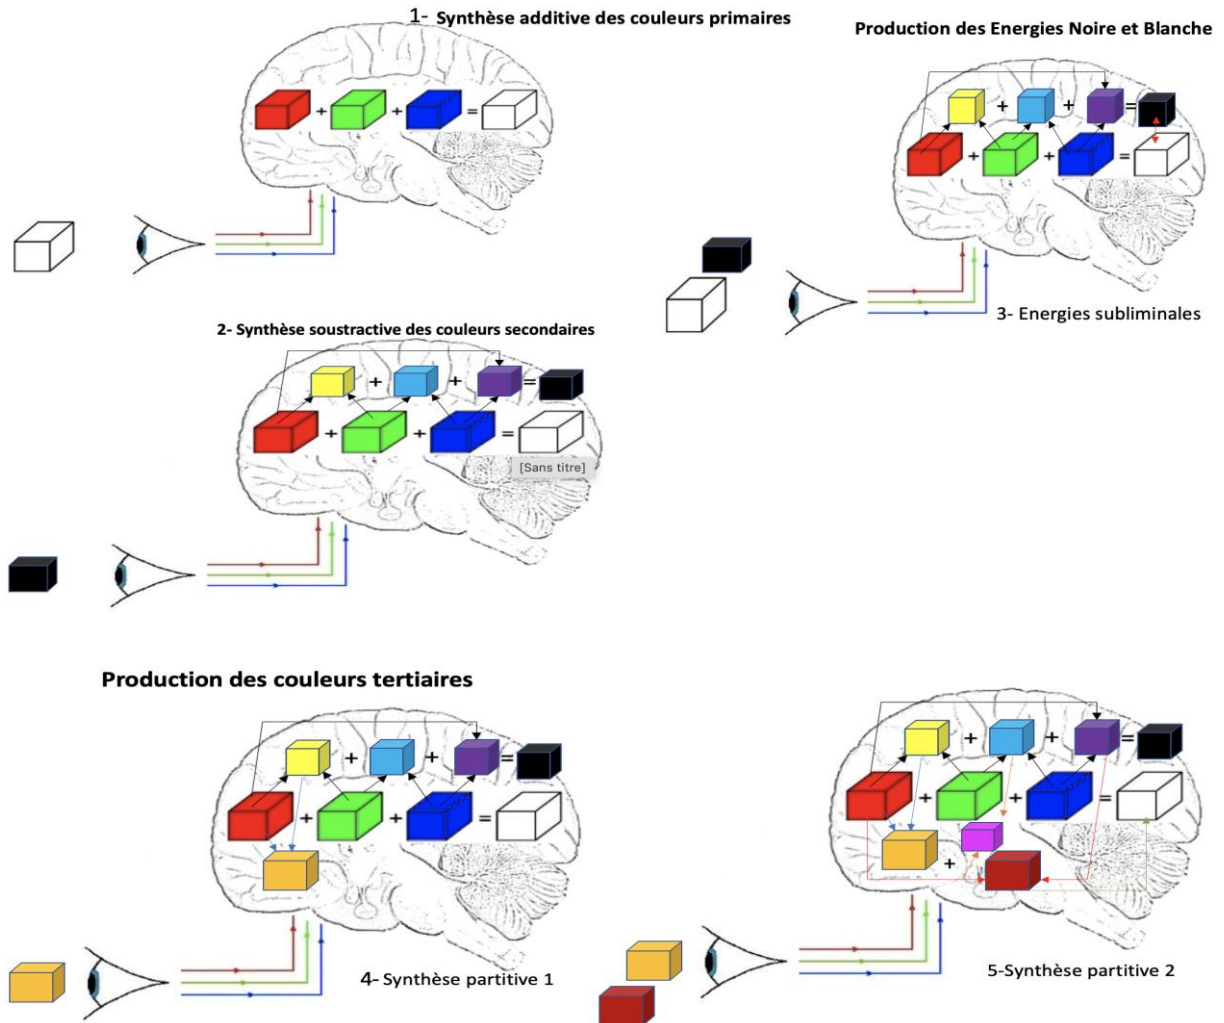 1- Synthèse additive des couleurs primaires
Production des Energies Noire et Blanche
+ + =
+ + =
+ + =
3- Energies subliminales
2- Synthèse soustractive des couleurs secondaires
+ + =
+ + =
[Sans titre]
Production des couleurs tertiaires
+ + =
+ + =
4- Synthèse partitive 1
+ + =
+ + =
+
5-Synthèse partitive 2